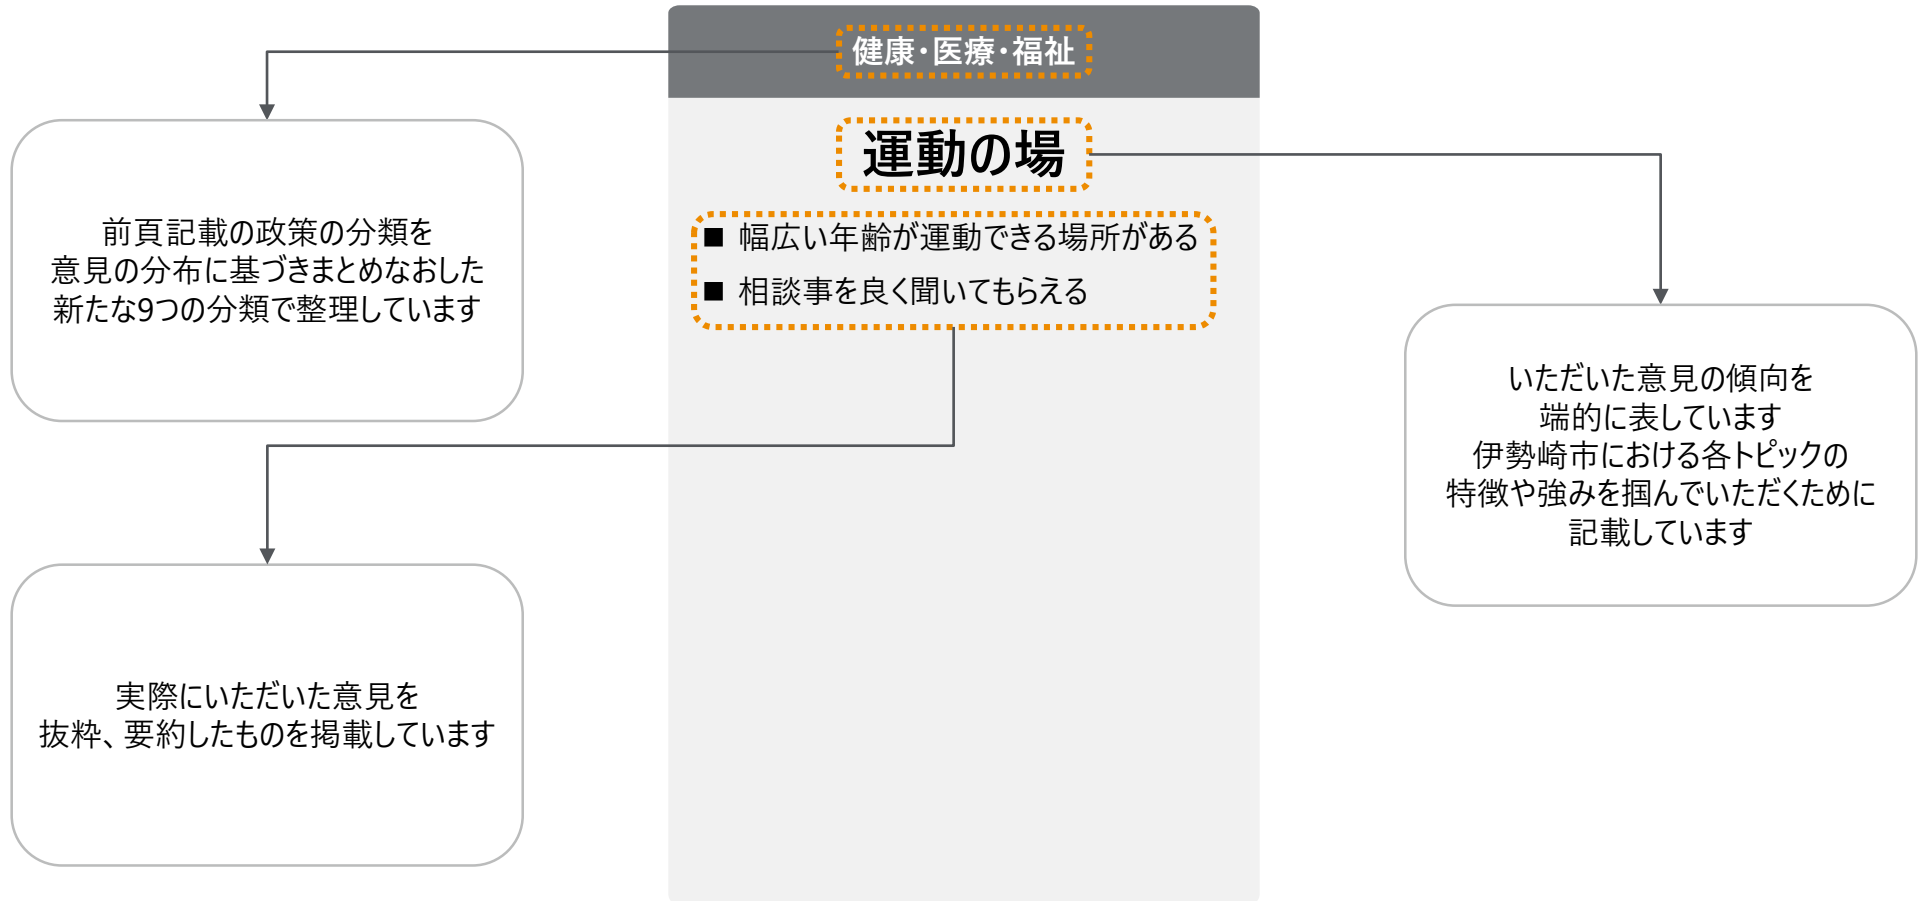 健康・医療・福祉
運動の場
■ 幅広い年齢が運動できる場所がある
■ 相談事を良く聞いてもらえる
前頁記載の政策の分類を
意見の分布に基づきまとめなおした
新たな9つの分類で整理しています
いただいた意見の傾向を
端的に表しています
伊勢崎市における各トピックの
特徴や強みを掴んでいただくために
記載しています
実際にいただいた意見を
抜粋、要約したものを掲載しています